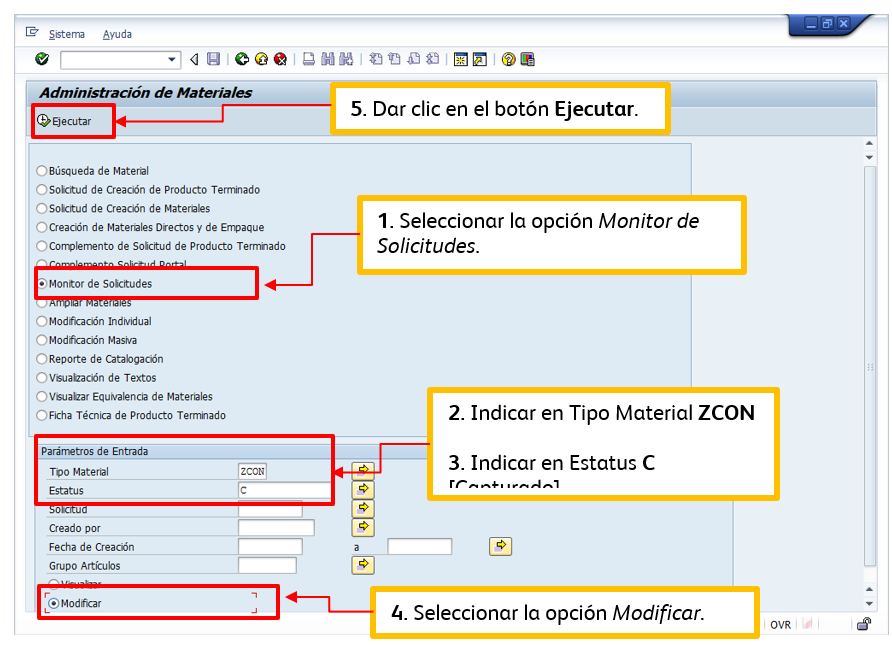 Sistema Ayuda
Administración de Materiales
5. Dar clic en el botón Ejecutar.
Ejecutar
Búsqueda de Material
Solicitud de Creación de Producto Terminado
Solicitud de Creación de Materiales
Creación de Materiales Directos y de Empaque
Complemento de Solicitud de Producto Terminado
Complemento Solicitud Portal
Monitor de Solicitudes
Ampliar Materiales
Modificación Individual
Modificación Masiva
Reporte de Catalogación
Visualización de Textos
Visualizar Equivalencia de Materiales
Ficha Técnica de Producto Terminado
1. Seleccionar la opción Monitor de
Solicitudes.
2. Indicar en Tipo Material ZCON
3. Indicar en Estatus C
[Capturado]
Parámetros de Entrada
Tipo Material ZCON
Estatus C
Solicitud
Creado por
Fecha de Creación a
Grupo Artículos
Visualizar
Modificar
4. Seleccionar la opción Modificar.
OVR